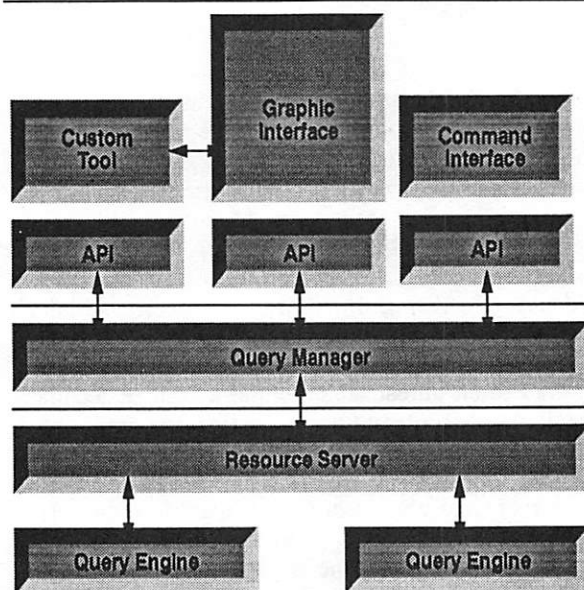 Graphic
Interface
Custom
Tool
Command
Interface
API
API
API
Query Manager
Resource Server
Query Engine
Query Engine